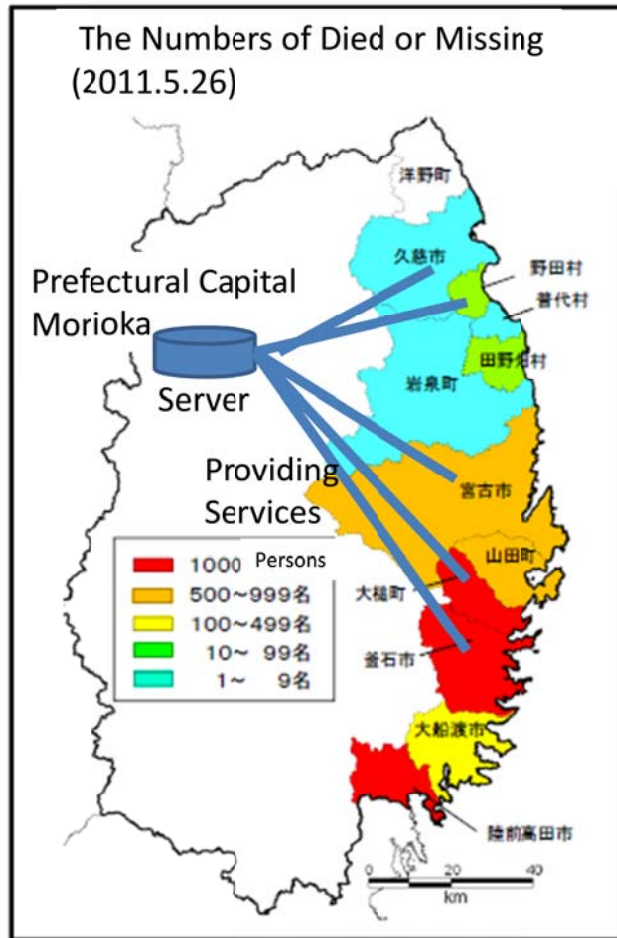 The Numbers of Died or Missing
(2011.5.26)
洋野町
久慈市
野田村
普代村
Prefectural Capital
Morioka
田野畑村
岩泉町
Server
Providing
Services
宮古市
山田町
1000 Persons
大槌町
500～999名
100～499名
釜石市
10～ 99名
1～ 9名
大船渡市
陸前高田市
0 20 40
km